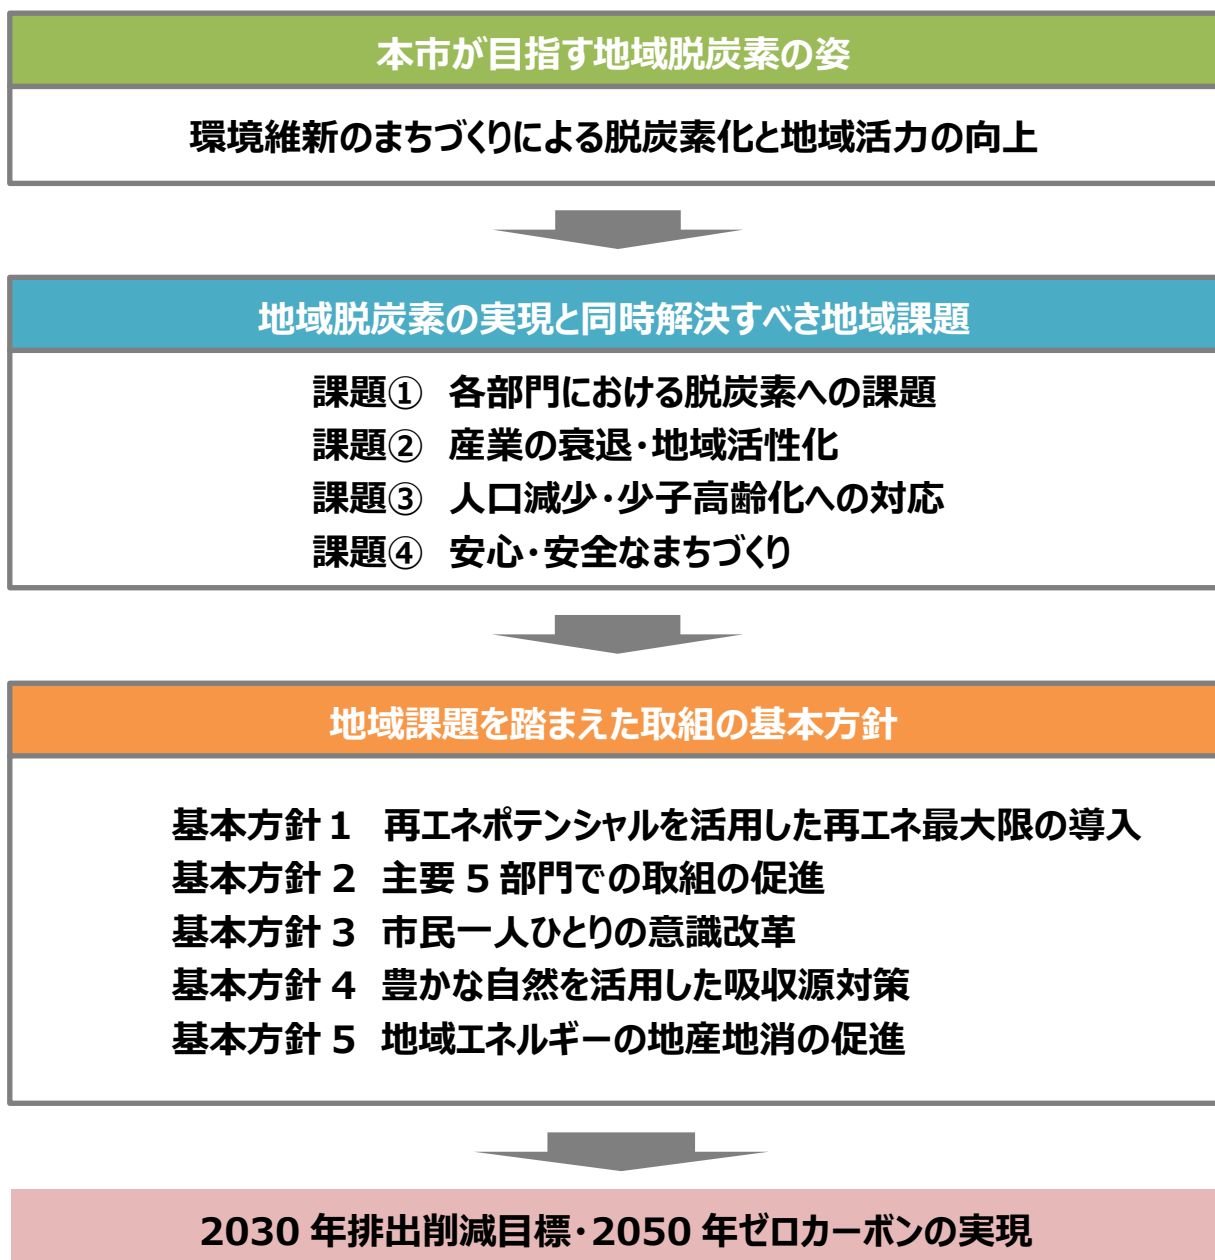 本市が目指す地域脱炭素の姿
環境維新のまちづくりによる脱炭素化と地域活力の向上
地域脱炭素の実現と同時解決すべき地域課題
課題① 各部門における脱炭素への課題
課題② 産業の衰退・地域活性化
課題③ 人口減少・少子高齢化への対応
課題④ 安心・安全なまちづくり
地域課題を踏まえた取組の基本方針
基本方針１ 再エネポテンシャルを活用した再エネ最大限の導入
基本方針２ 主要５部門での取組の促進
基本方針３ 市民一人ひとりの意識改革
基本方針４ 豊かな自然を活用した吸収源対策
基本方針５ 地域エネルギーの地産地消の促進
2030 年排出削減目標・2050 年ゼロカーボンの実現